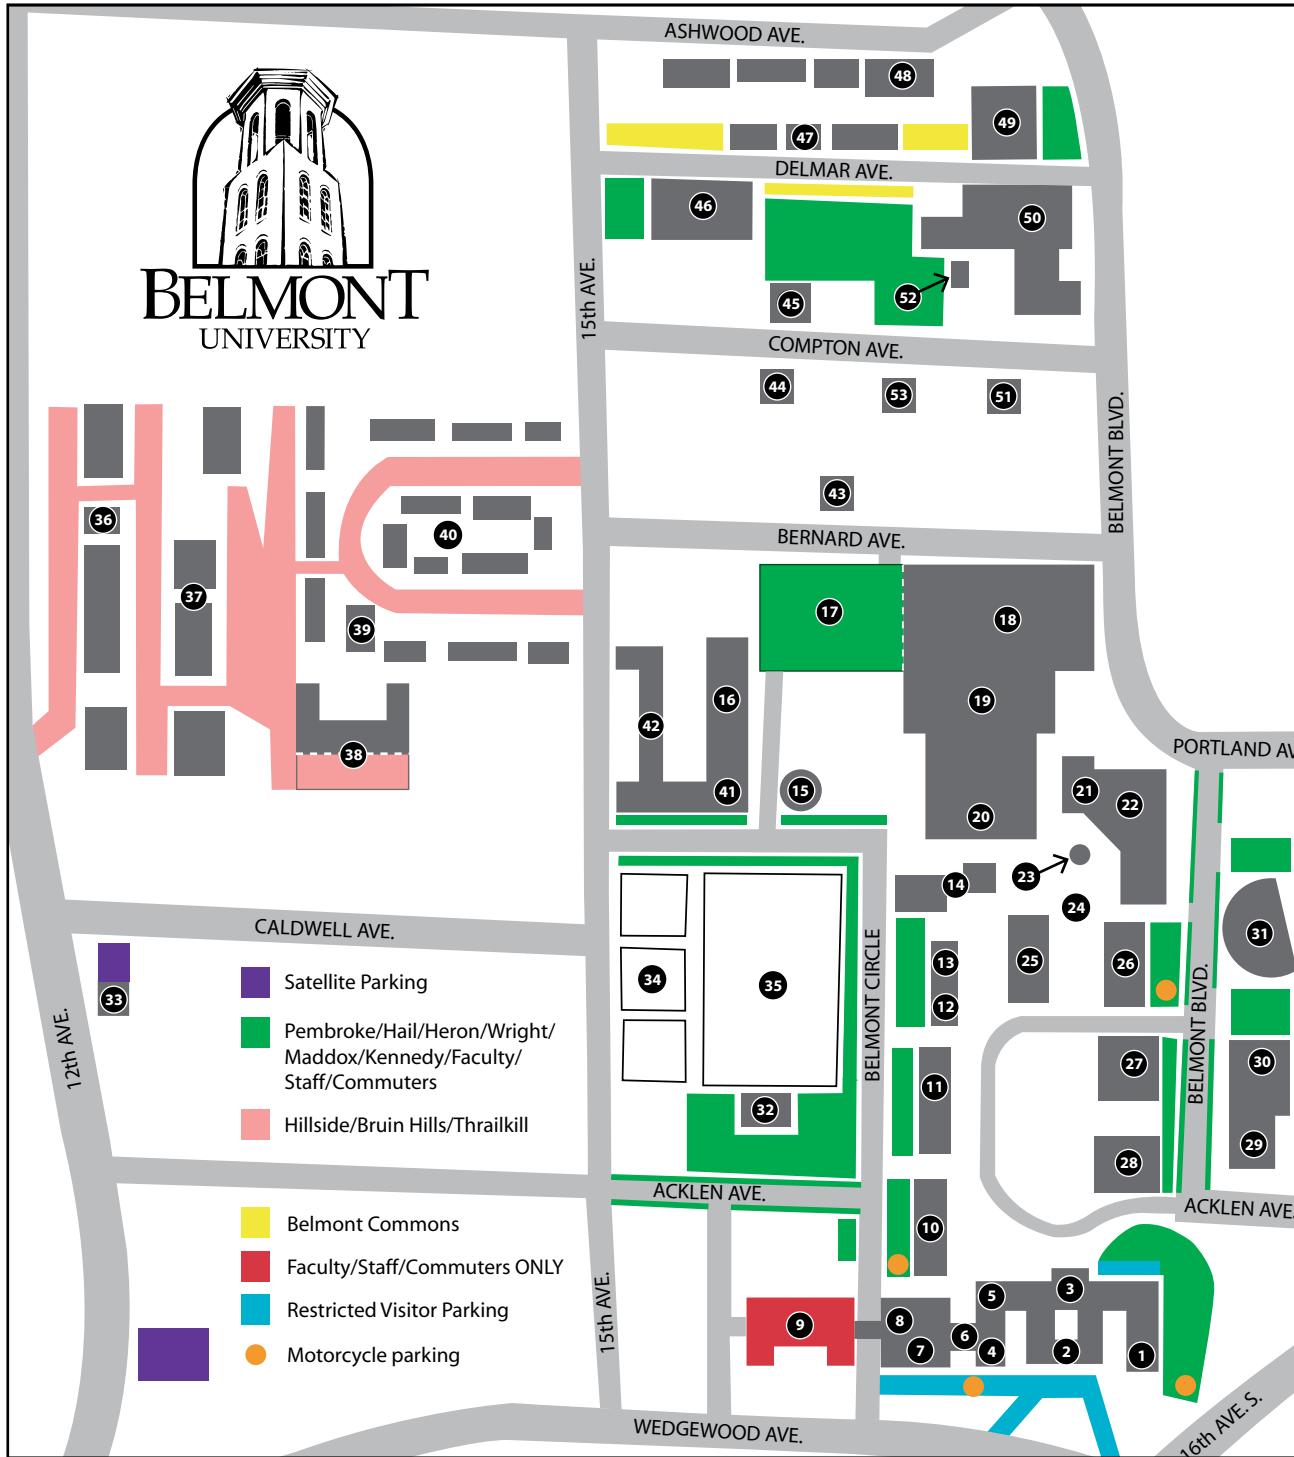 ASHWOOD AVE.
48
49
47
DELMAR AVE.
46
50
BELMONT
UNIVERSITY
15th AVE.
52
45
COMPTON AVE.
44
53
51
BELMONT BLVD.
43
36
40
BERNARD AVE.
37
39
17
18
16
19
42
38
PORTLAND AV
41
15
21
22
20
23
14
24
CALDWELL AVE.
31
13
25
26
34
35
Satellite Parking
33
12
BELMONT CIRCLE
BELMONT BLVD.
12th AVE.
Pembroke/Hail/Heron/Wright/
Maddox/Kennedy/Faculty/
Staff/Commuters
27
30
11
32
Hillside/Bruin Hills/Thrailkill
29
28
ACKLEN AVE.
ACKLEN AVE.
Belmont Commons
10
Faculty/Staff/Commuters ONLY
Restricted Visitor Parking
15th AVE.
5
3
9
8
6
7
4
2
1
Motorcycle parking
WEDGEWOOD AVE.
16th AVE. S.